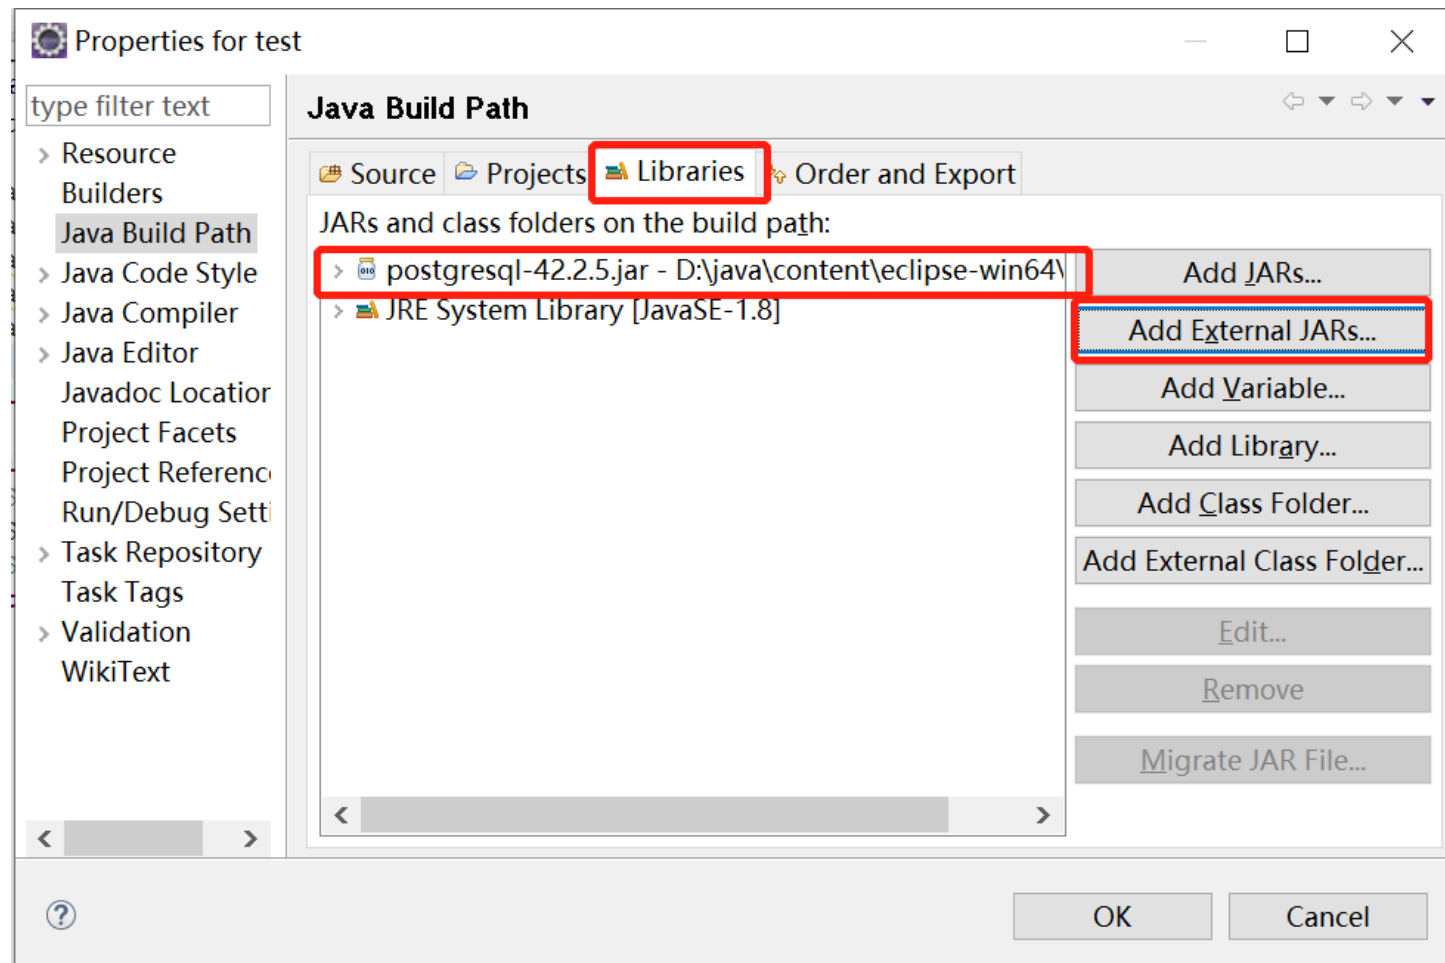 Properties for test
type filter text
Resource
Builders
Java Build Path
Java Code Style
Java Compiler
Java Editor
Javadoc Location
Project Facets
Project Referenc
Run/Debug Setti
Task Repository
Task Tags
Validation
WikiText
Java Build Path
Source
Projects
Libraries
Order and Export
JARs and class folders on the build path:
postgresql-42.2.5.jar - D:\java\content\eclipse-win64\
JRE System Library [JavaSE-1.8]
Add JARs...
Add External JARs...
Add Variable...
Add Library...
Add Class Folder...
Add External Class Folder...
Edit...
Remove
Migrate JAR File...
OK
Cancel